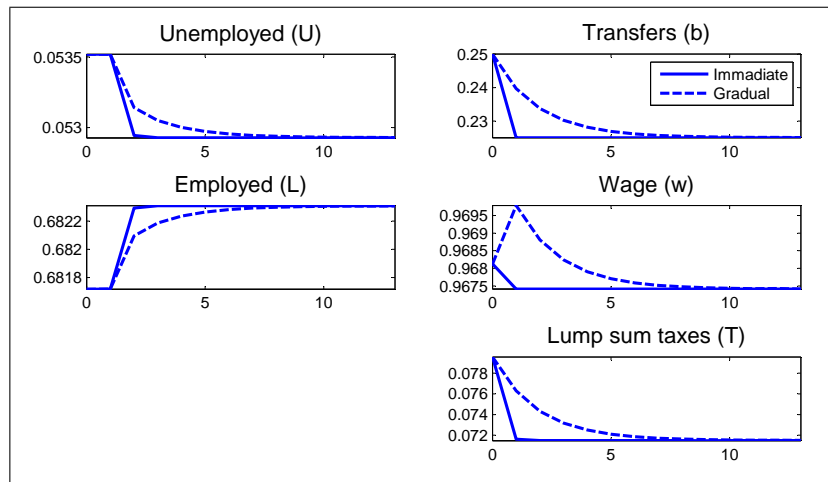 Unemployed (U)
0.0535
0.053
0 5 10
Transfers (b)
0.25
0.24
0.23
0 5 10
Immadiate
Gradual
Employed (L)
0.6822
0.682
0.6818
0 5 10
Wage (w)
0.9695
0.969
0.9685
0.968
0.9675
0 5 10
Lump sum taxes (T)
0.078
0.076
0.074
0.072
0 5 10